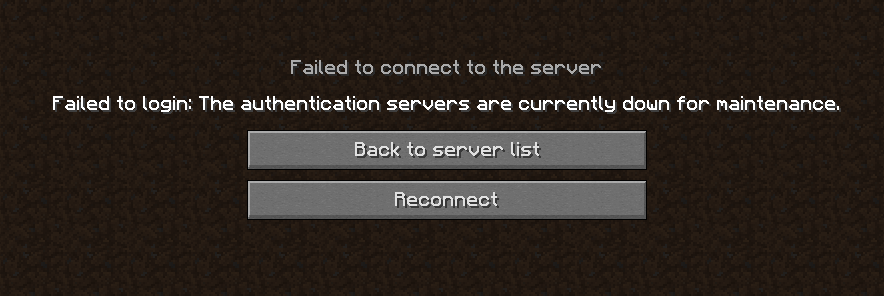 Failed to connect to the server
Failed to login: The authentication servers are currently down for maintenance.
Back to server list
Reconnect